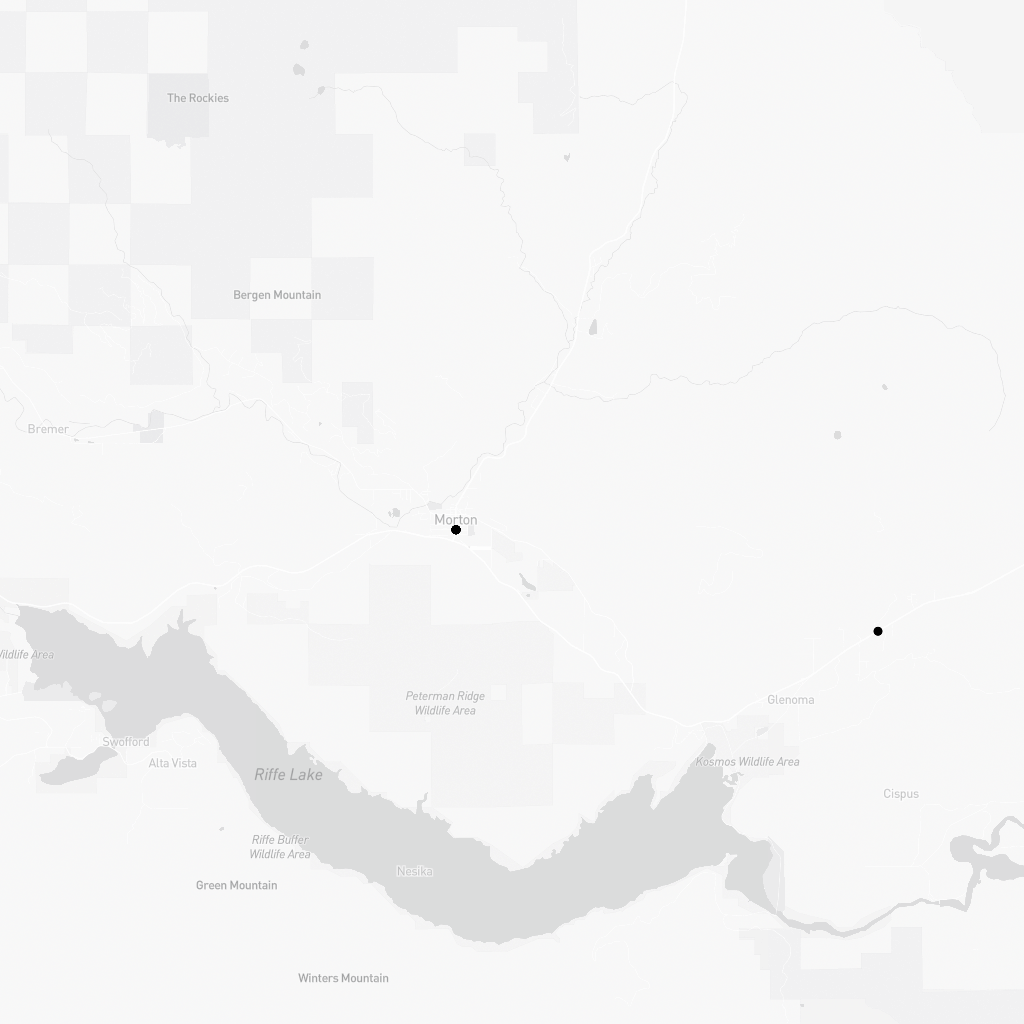 The Rockies
Bergen Mountain
Bremer
Morton
Wildlife Area
Peterman Ridge
Wildlife Area
Glenoma
Swofford
Alta Vista
Kosmos Wildlife Area
Riffe Lake
Cispus
Riffe Buffer
Wildlife Area
Nesika
Green Mountain
Winters Mountain